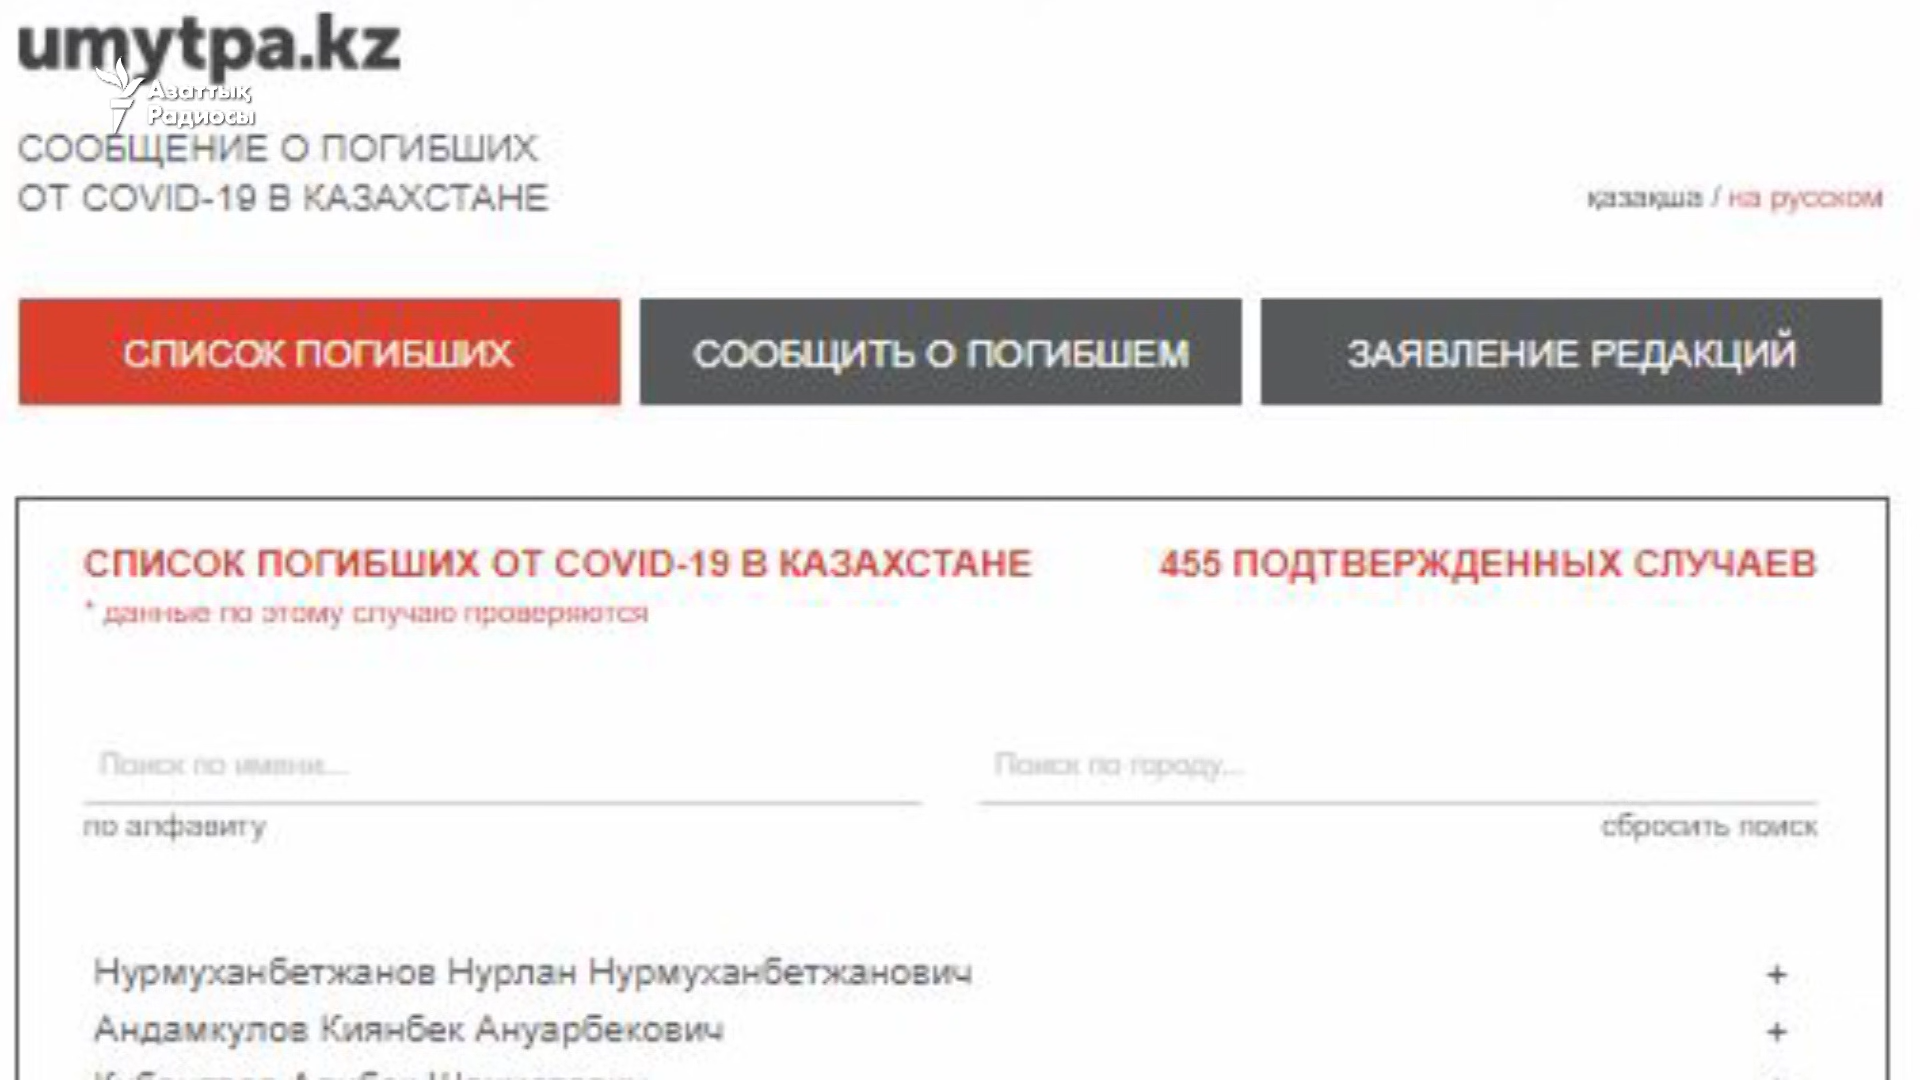 umytpa.kz
Азаттық
Радиосы
СООБЩЕНИЕ О ПОГИБШИХ
ОТ COVID-19 В КАЗАХСТАНЕ
қазақша / на русском
СПИСОК ПОГИБШИХ
СООБЩИТЬ О ПОГИБШЕМ
ЗАЯВЛЕНИЕ РЕДАКЦИЙ
СПИСОК ПОГИБШИХ ОТ COVID-19 В КАЗАХСТАНЕ
455 ПОДТВЕРЖДЕННЫХ СЛУЧАЕВ
* данные по этому случаю проверяются
Поиск по имени...
Поиск по городу...
по алфавиту
сбросить поиск
Нурмуханбетжанов Нурлан Нурмуханбетжанович +
Андамкулов Киянбек Ануарбекович +